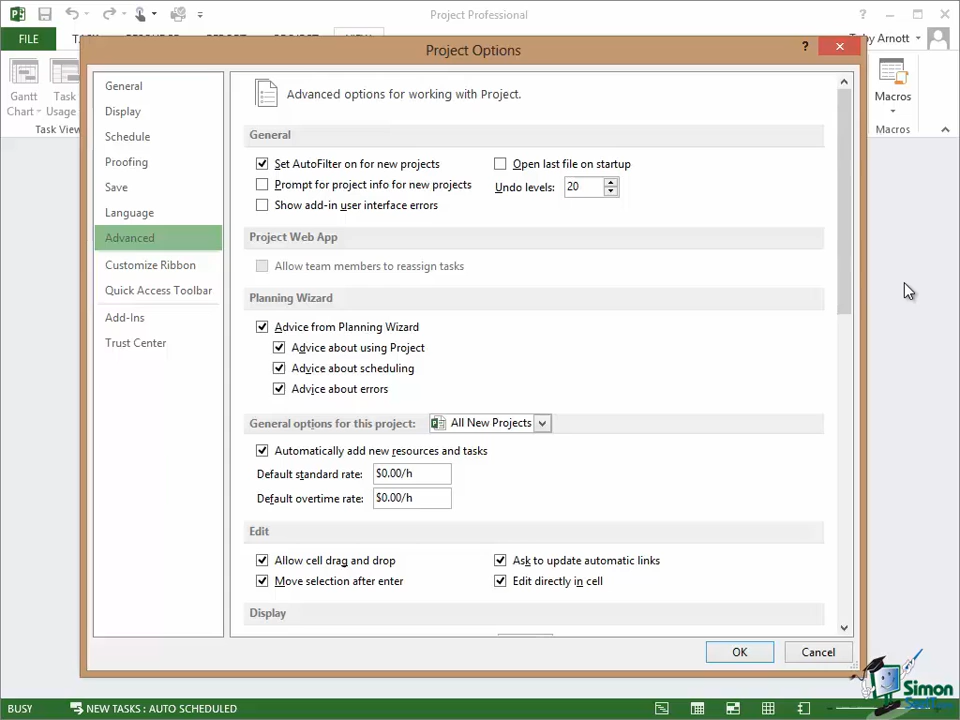 Project Professional
FILE
Toby Arnott
Project Options
Gantt Chart
Task Usage
Task View
Macros
Macros
General
Display
Schedule
Proofing
Save
Language
Advanced
Customize Ribbon
Quick Access Toolbar
Add-Ins
Trust Center
Advanced options for working with Project.
General
Set AutoFilter on for new projects
Open last file on startup
Prompt for project info for new projects
Undo levels: 20
Show add-in user interface errors
Project Web App
Allow team members to reassign tasks
Planning Wizard
Advice from Planning Wizard
Advice about using Project
Advice about scheduling
Advice about errors
General options for this project: All New Projects
Automatically add new resources and tasks
Default standard rate: $0.00/h
Default overtime rate: $0.00/h
Edit
Allow cell drag and drop
Ask to update automatic links
Move selection after enter
Edit directly in cell
Display
OK
Cancel
BUSY
NEW TASKS : AUTO SCHEDULED
Simon